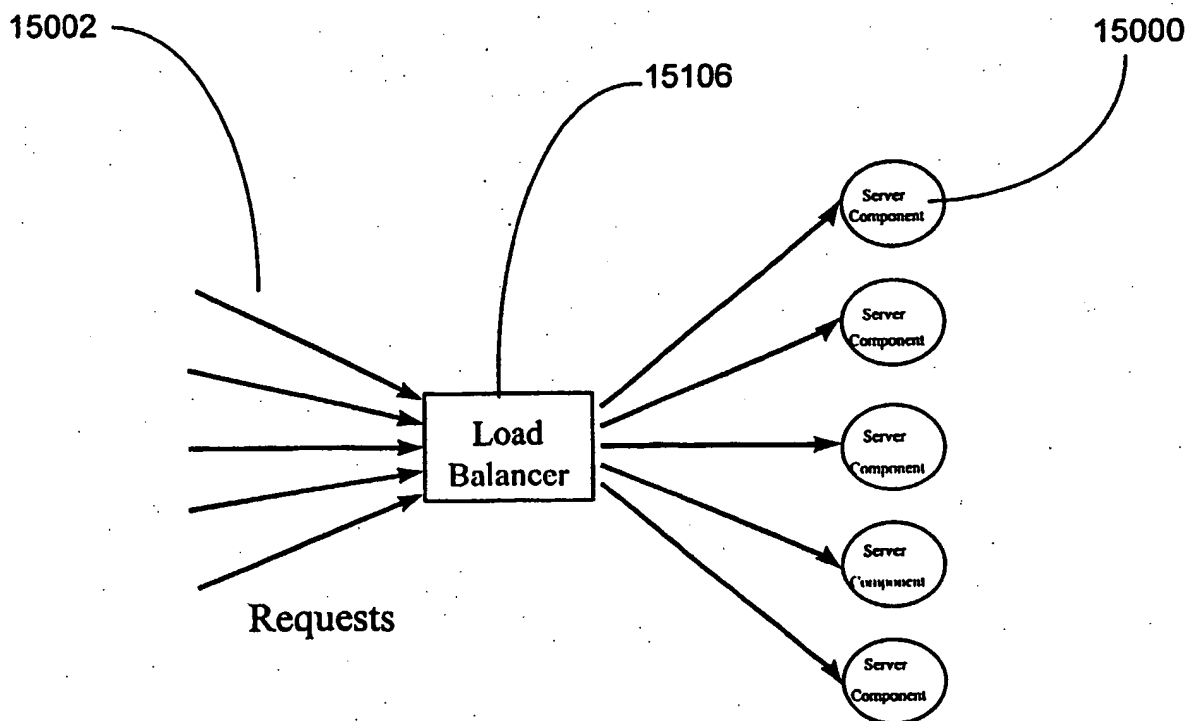 15002
15000
15106
Server
Component
Server
Component
Load
Balancer
Server
Component
Server
Component
Requests
Server
Component